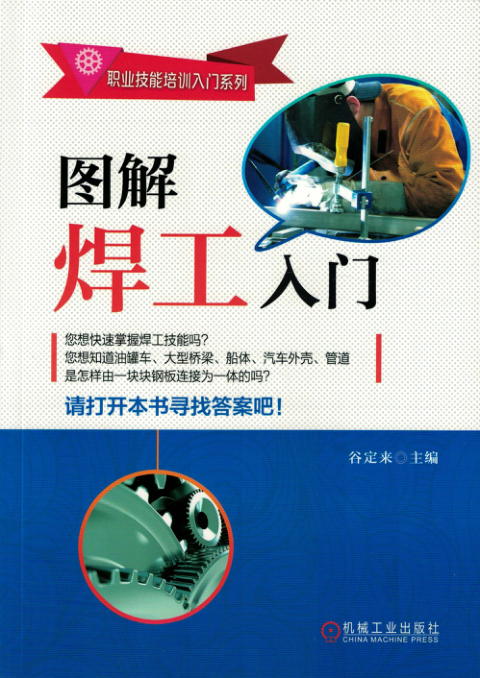 职业技能培训入门系列
图解
焊工入门
您想快速掌握焊工技能吗?
您想知道油罐车、大型桥梁、船体、汽车外壳、管道
是怎样由一块块钢板连接为一体的吗?
请打开本书寻找答案吧!
谷定来◎主编
机械工业出版社
CHINA MACHINE PRESS